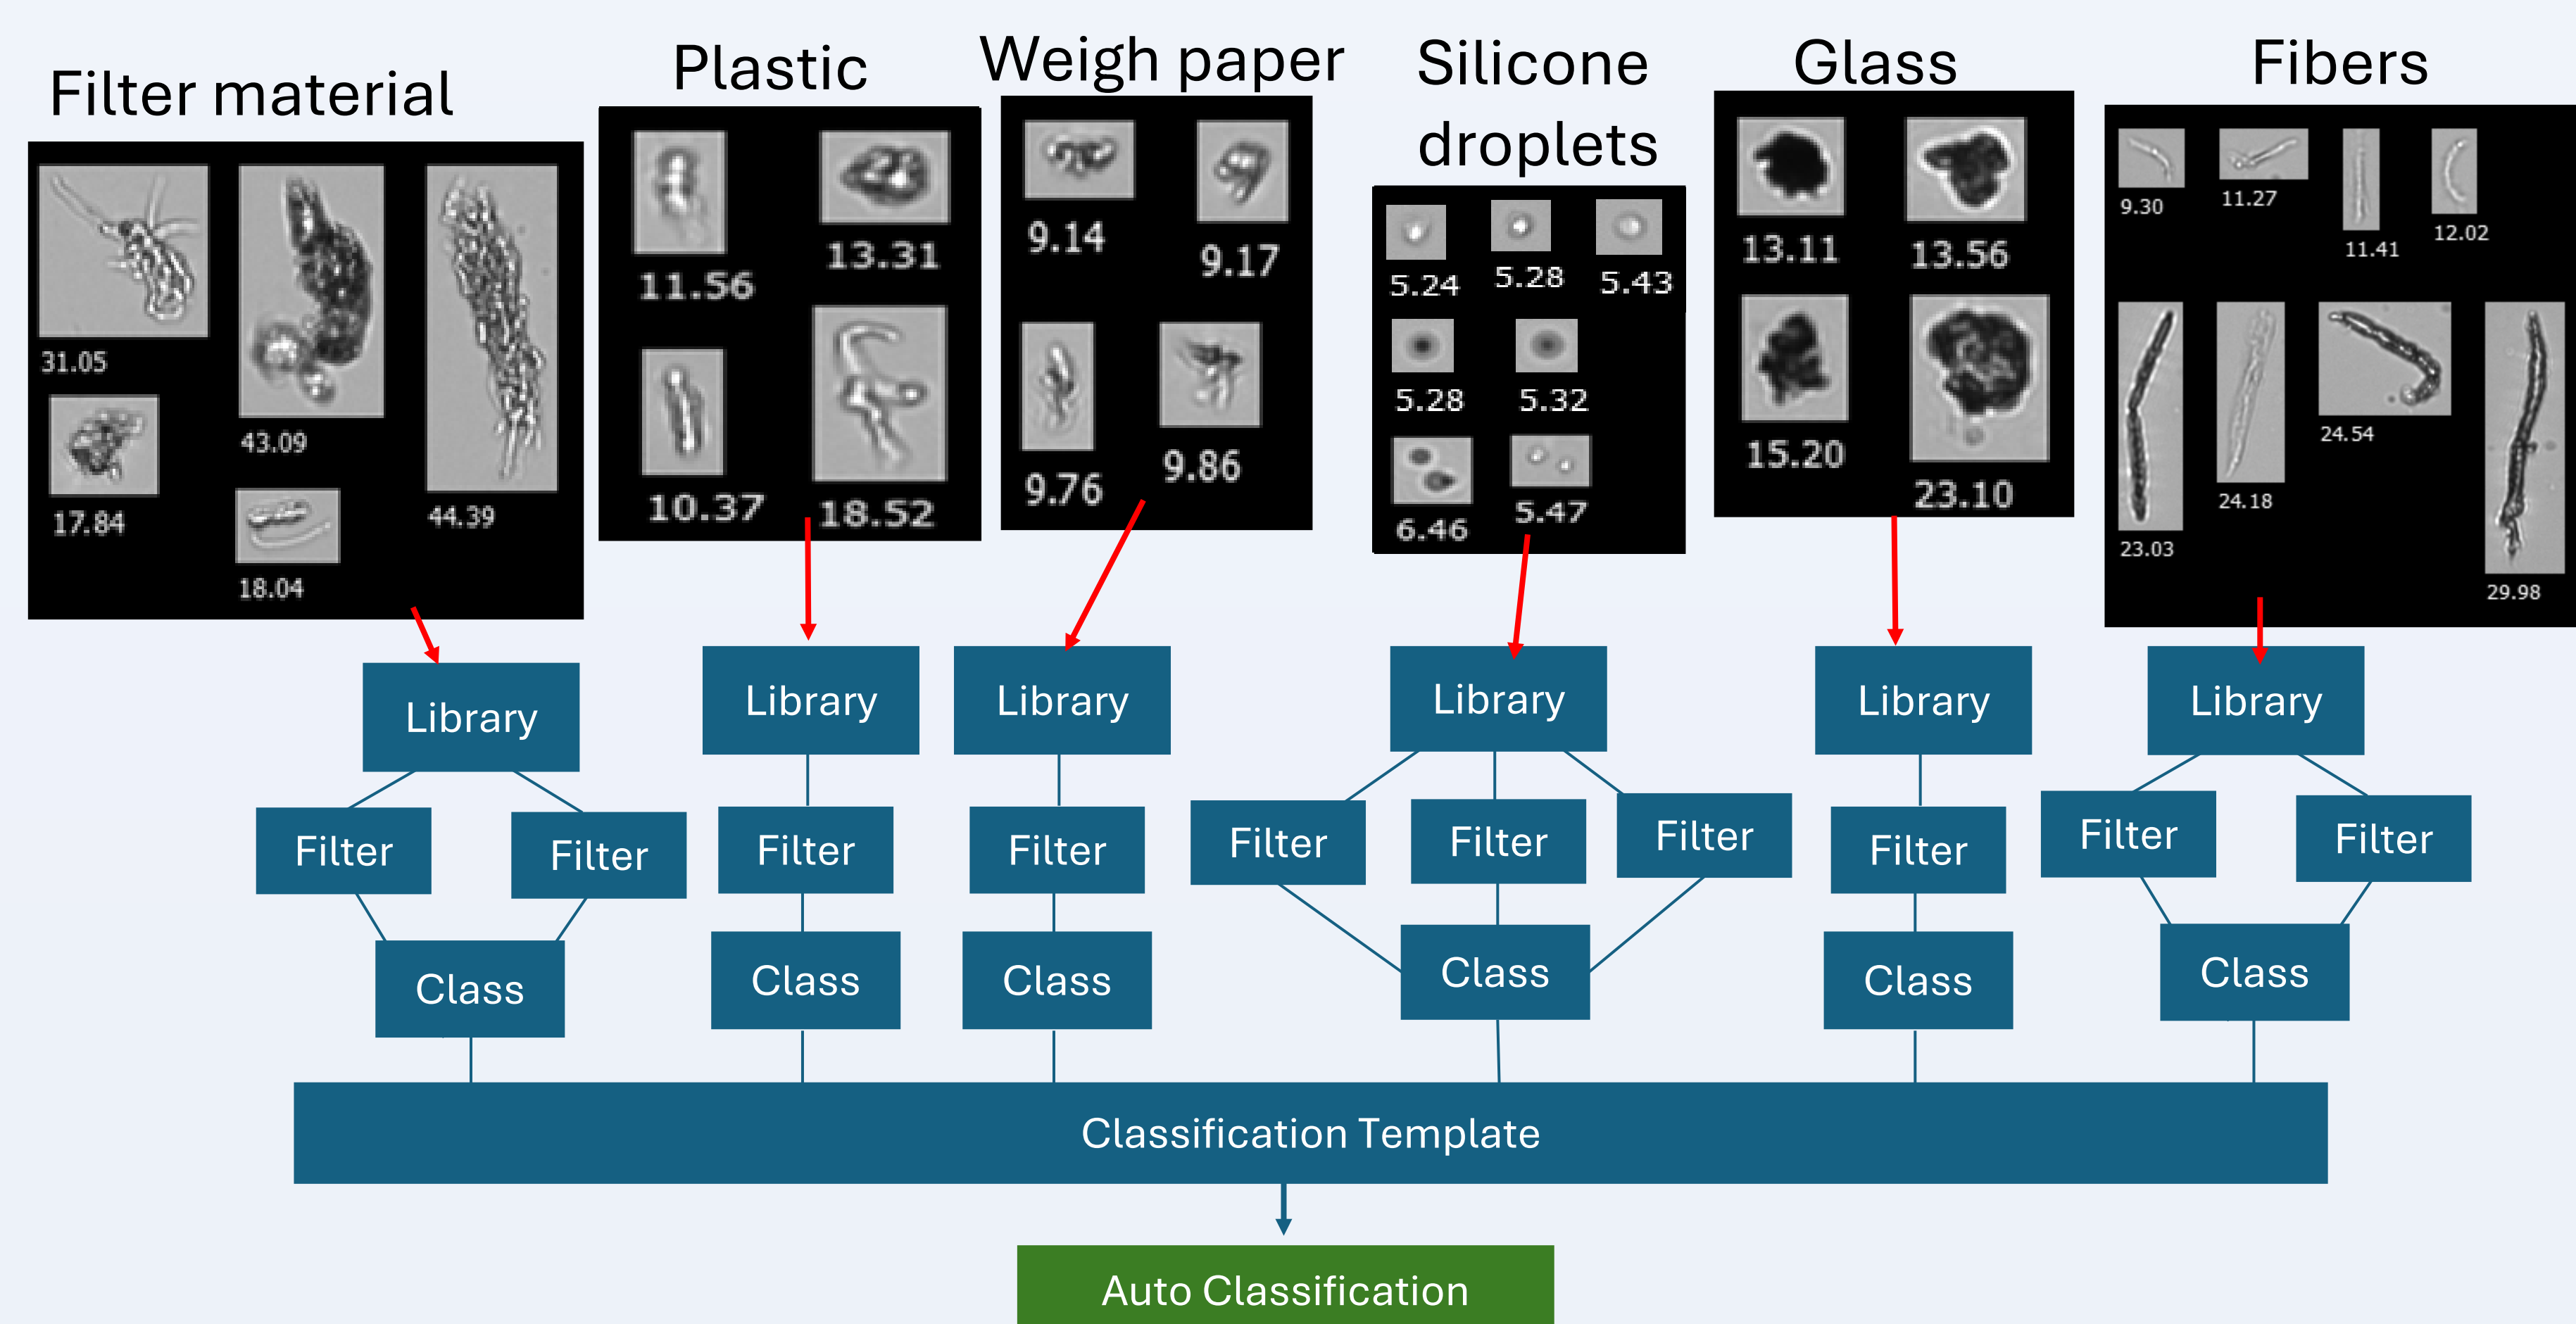 Filter material
Plastic
Weigh paper
Silicone
droplets
Glass
Fibers
31.05
43.09
44.39
17.84
18.04
11.56
13.31
10.37
18.52
9.14
9.17
9.76
9.86
5.24
5.28
5.43
5.28
5.32
6.46
5.47
13.11
13.56
15.20
23.10
9.30
11.27
11.41
12.02
23.03
24.18
24.54
29.98
Library
Library
Library
Library
Library
Library
Filter
Filter
Filter
Filter
Filter
Filter
Filter
Filter
Filter
Filter
Class
Class
Class
Class
Class
Class
Classification Template
Auto Classification